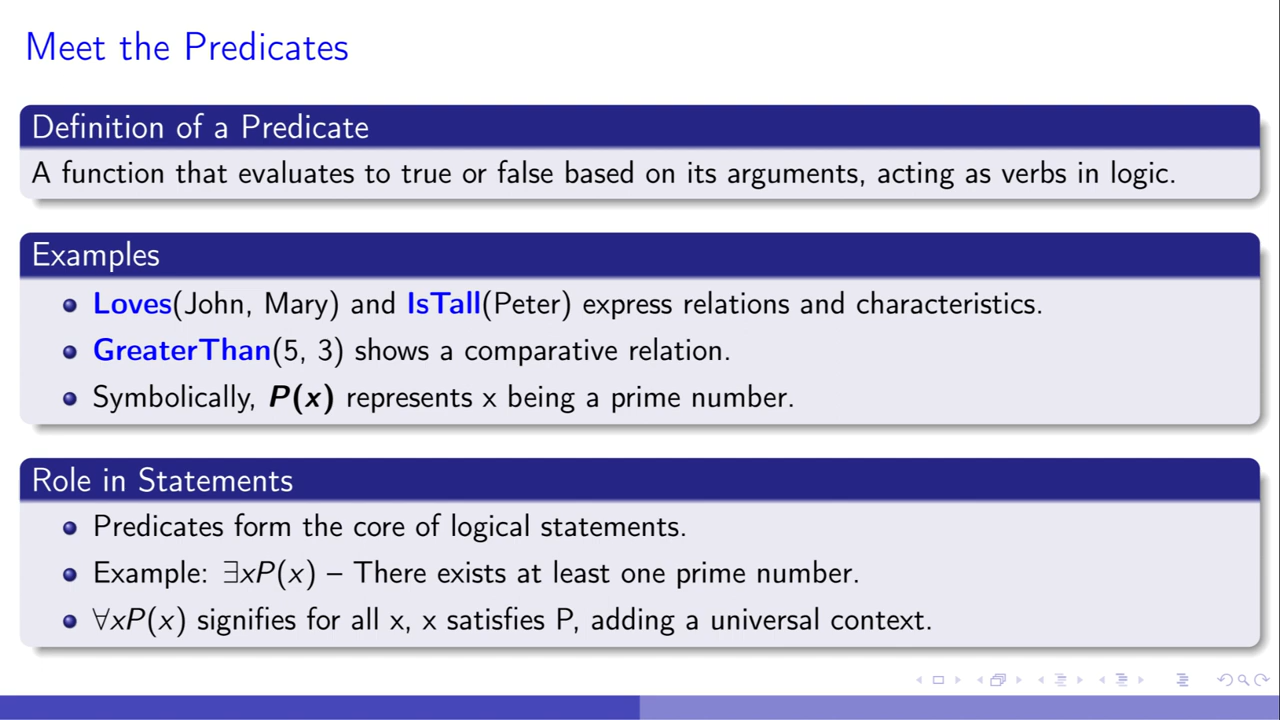 Meet the Predicates
Definition of a Predicate
A function that evaluates to true or false based on its arguments, acting as verbs in logic.
Examples
Loves(John, Mary) and IsTall(Peter) express relations and characteristics.
GreaterThan(5, 3) shows a comparative relation.
Symbolically, P(x) represents x being a prime number.
Role in Statements
Predicates form the core of logical statements.
Example: ∃xP(x) – There exists at least one prime number.
∀xP(x) signifies for all x, x satisfies P, adding a universal context.